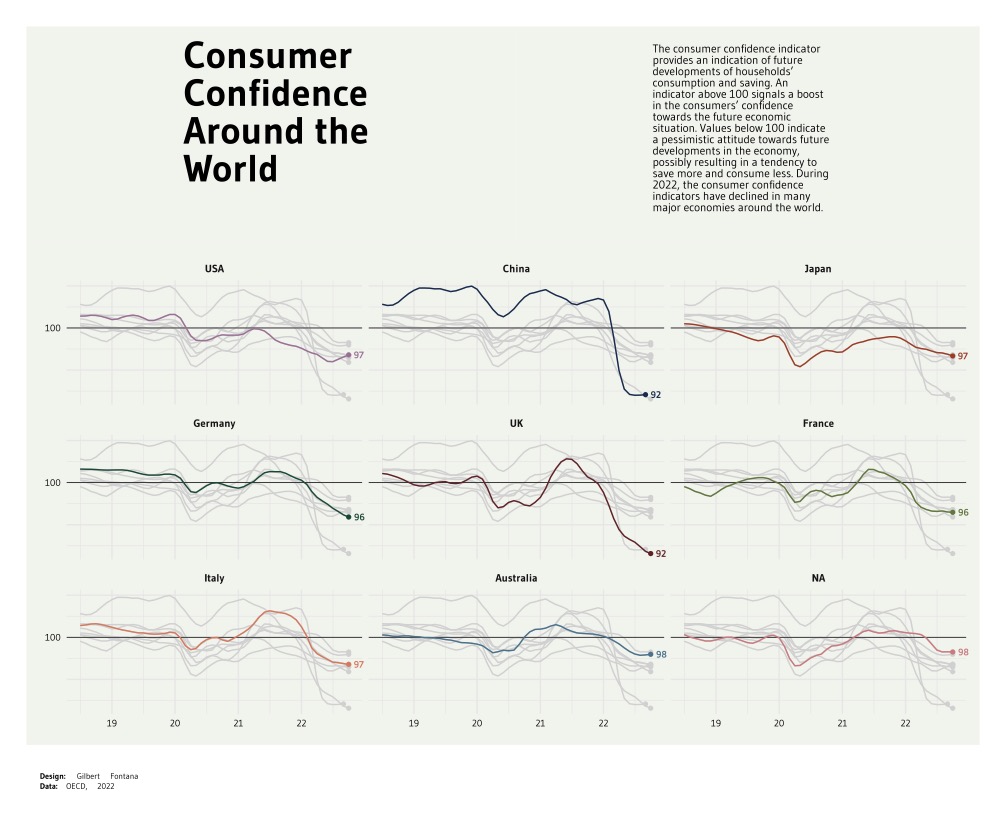 Consumer
Confidence
Around the
World
The consumer confidence indicator
provides an indication of future
developments of households’
consumption and saving. An
indicator above 100 signals a boost
in the consumers’ confidence
towards the future economic
situation. Values below 100 indicate
a pessimistic attitude towards future
developments in the economy,
possibly resulting in a tendency to
save more and consume less. During
2022, the consumer confidence
indicators have declined in many
major economies around the world.
USA
China
Japan
100
97
92
97
Germany
UK
France
100
96
92
96
Italy
Australia
NA
100
97
98
98
19 20 21 22
19 20 21 22
19 20 21 22
Design: Gilbert Fontana
Data: OECD, 2022